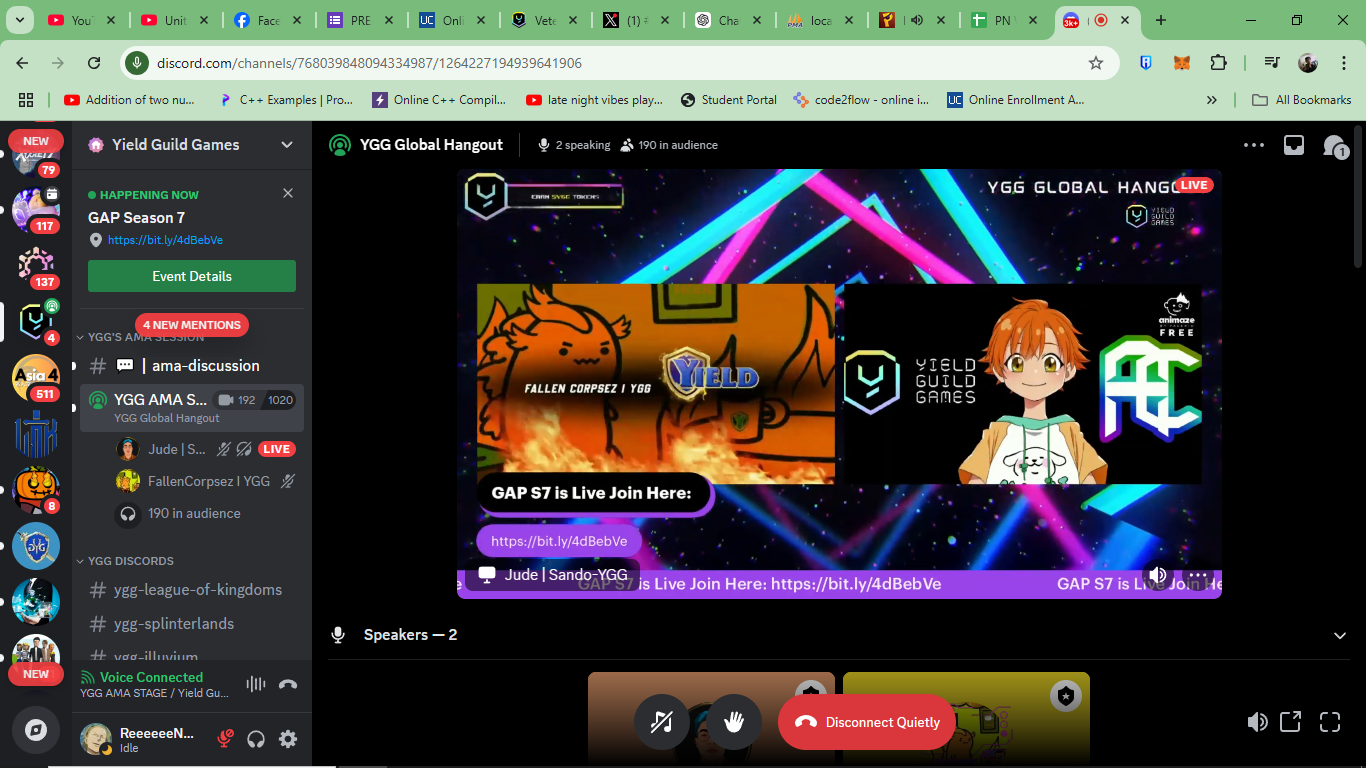 YouT
Unit
Face
PRE
Onli
Vete
(1) #
Cha
loca
PN
3k+
discord.com/channels/768039848094334987/1264227194939641906
Addition of two nu...
C++ Examples | Pro...
Online C++ Compil...
late night vibes play...
Student Portal
code2flow - online i...
Online Enrollment A...
All Bookmarks
NEW
79
117
137
4
Asia
511
8
NEW
Yield Guild Games
HAPPENING NOW
GAP Season 7
https://bit.ly/4dBebVe
Event Details
4 NEW MENTIONS
YGG'S AMA SESSION
| ama-discussion
YGG AMA S...
192
1020
YGG Global Hangout
Jude | S...
LIVE
FallenCorpsez I YGG
190 in audience
YGG DISCORDS
ygg-league-of-kingdoms
ygg-splinterlands
ygg-illuvium
Voice Connected
YGG AMA STAGE / Yield Gu...
ReeeeeN...
Idle
YGG Global Hangout
2 speaking
190 in audience
1
EARN $YGG TOKENS
YGG GLOBAL HANGO
LIVE
YIELD
GUILD
GAMES
FALLEN CORPSEZ I YGG
YIELD
YIELD
GUILD
GAMES
animaze
FREE
GAP S7 is Live Join Here:
https://bit.ly/4dBebVe
Jude | Sando-YGG
GAP S7 is Live Join Here: https://bit.ly/4dBebVe
GAP S7 is Li
Join He
Speakers — 2
Disconnect Quietly